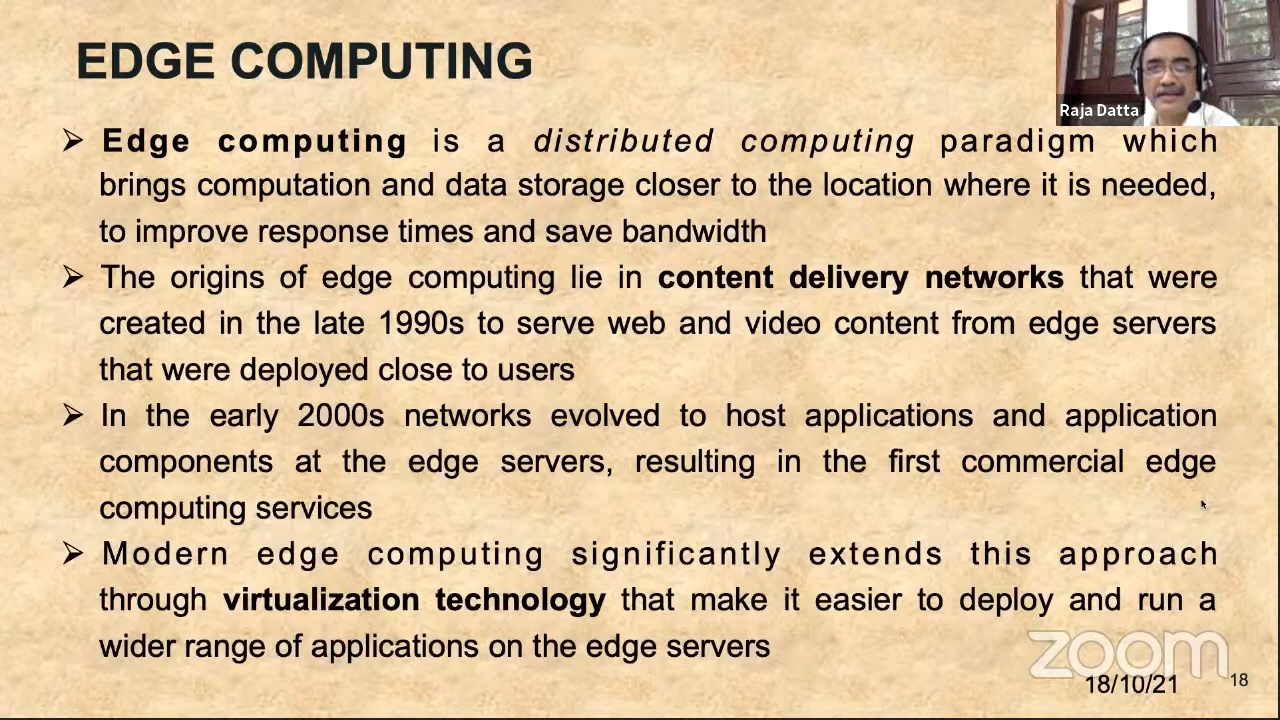 EDGE COMPUTING
Raja Datta
➢ Edge computing is a distributed computing paradigm which
brings computation and data storage closer to the location where it is needed,
to improve response times and save bandwidth
➢ The origins of edge computing lie in content delivery networks that were
created in the late 1990s to serve web and video content from edge servers
that were deployed close to users
➢ In the early 2000s networks evolved to host applications and application
components at the edge servers, resulting in the first commercial edge
computing services
➢ Modern edge computing significantly extends this approach
through virtualization technology that make it easier to deploy and run a
wider range of applications on the edge servers
zoom
18/10/21
18